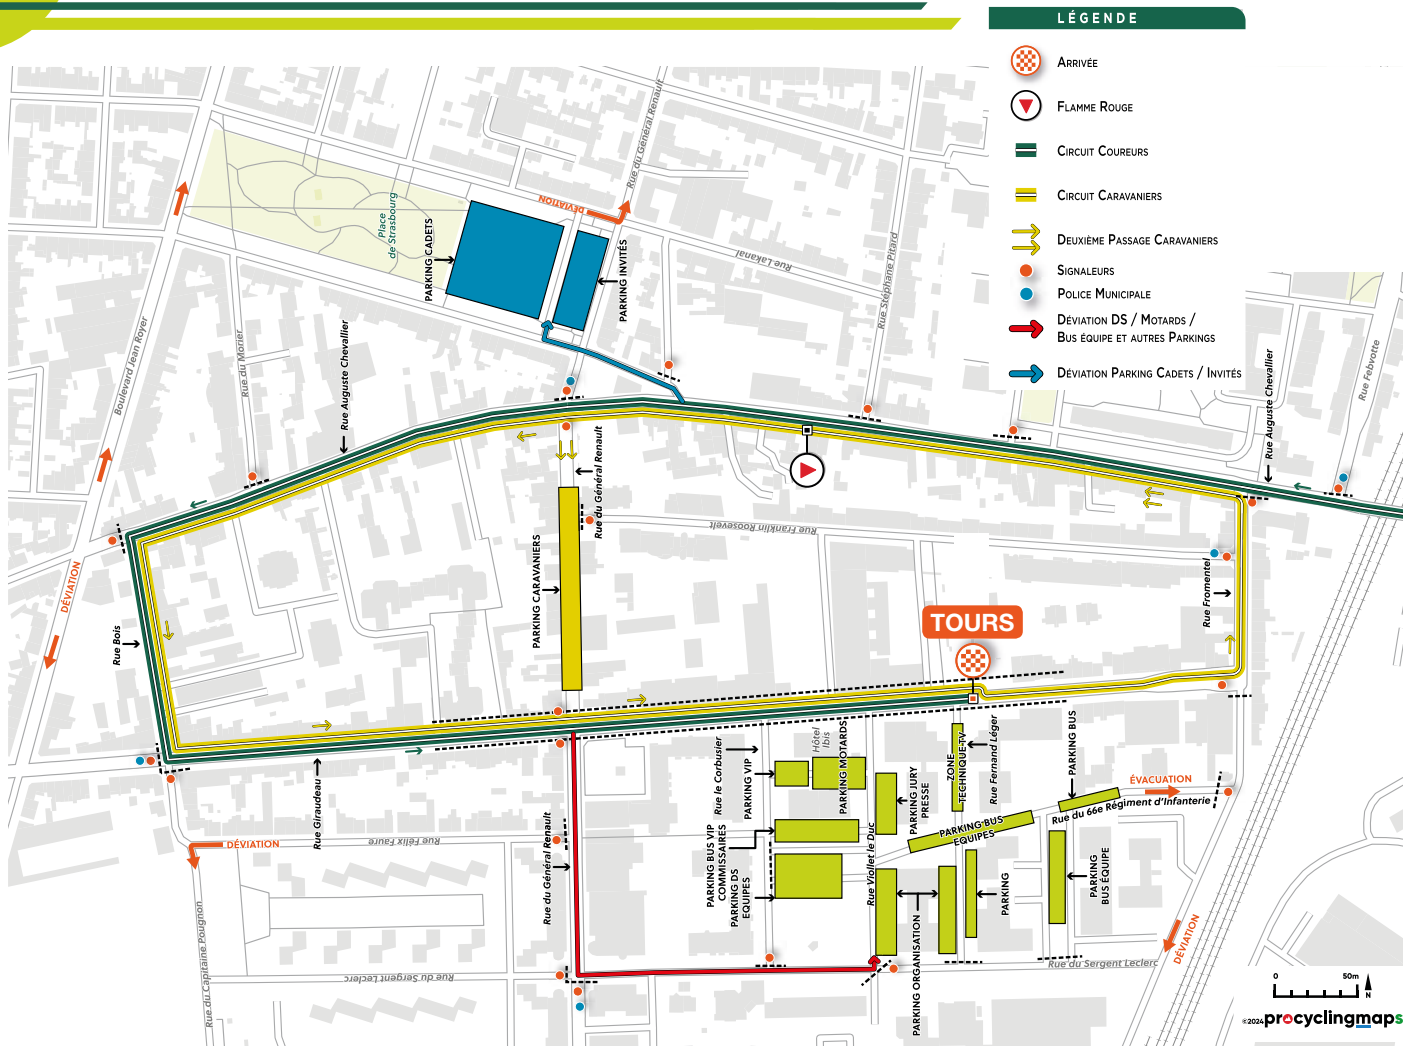 LÉGENDE
ARRIVÉE
FLAMME ROUGE
CIRCUIT COUREURS
CIRCUIT CARAVANIERS
DEUXIÈME PASSAGE CARAVANIERS
SIGNALEURS
POLICE MUNICIPALE
DÉVIATION DS / MOTARDS /
BUS ÉQUIPE ET AUTRES PARKINGS
DÉVIATION PARKING CADETS / INVITÉS
Rue du Général Renault
DÉVIATION
Place
de Strasbourg
PARKING CADETS
PARKING INVITÉS
Rue Lakanal
Rue Stéphane Pitard
Boulevard Jean Royer
Rue du Morier
Rue Auguste Chevallier
Rue Auguste Chevallier
Rue Febvotte
Rue du Général Renault
Rue Franklin Roosevelt
PARKING CARAVANIERS
DÉVIATION
Rue Bois
Rue Fromentel
TOURS
Rue Giraudeau
Rue le Corbusier
PARKING VIP
Hôtel
Ibis
PARKING MOTARDS
PARKING JURY
PRESSE
ZONE
TECHNIQUE TV
Rue Fernand Léger
PARKING BUS
ÉVACUATION
Rue du 66e Régiment d'Infanterie
PARKING BUS
EQUIPES
PARKING BUS VIP
COMMISSAIRES
PARKING DS
EQUIPES
Rue Viollet le Duc
Rue du Général Renault
DÉVIATION
Rue Félix Faure
PARKING
PARKING
BUS ÉQUIPE
PARKING ORGANISATION
Rue du Capitaine Pougnon
Rue du Sergent Leclerc
Rue du Sergent Leclerc
DÉVIATION
0 50m
N
©2024 procyclingmaps